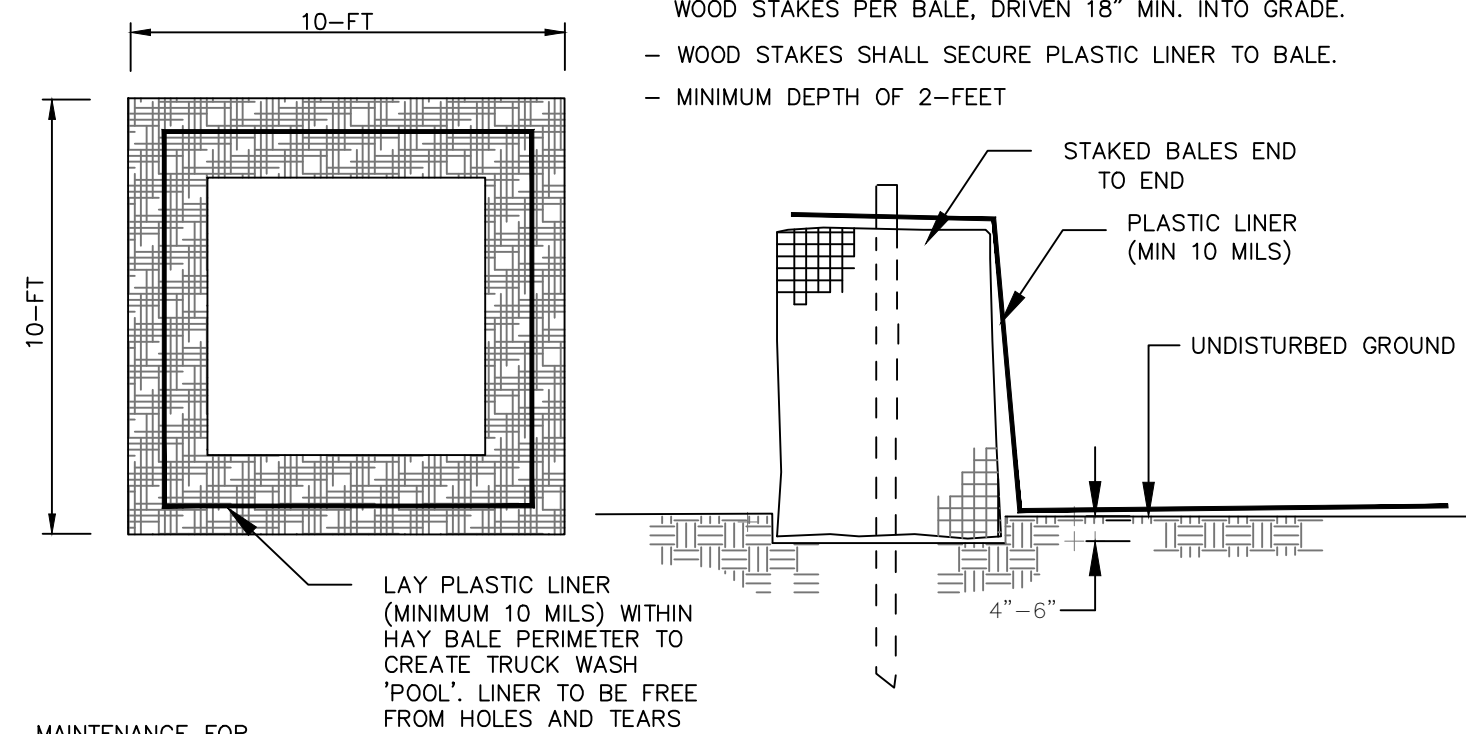 10-FT
WOOD STAKES PER BALE, DRIVEN 18" MIN. INTO GRADE.
- WOOD STAKES SHALL SECURE PLASTIC LINER TO BALE.
- MINIMUM DEPTH OF 2-FEET
10-FT
STAKED BALES END
TO END
PLASTIC LINER
(MIN 10 MILS)
UNDISTURBED GROUND
4"-6"
LAY PLASTIC LINER
(MINIMUM 10 MILS) WITHIN
HAY BALE PERIMETER TO
CREATE TRUCK WASH
'POOL'. LINER TO BE FREE
FROM HOLES AND TEARS
MAINTENANCE FOR